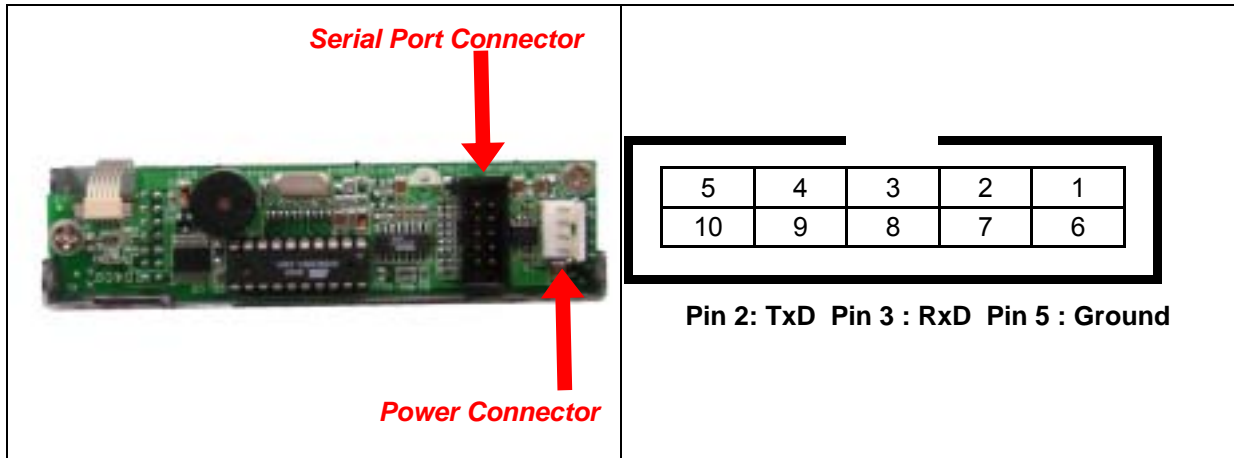 Serial Port Connector
Power Connector
5 4 3 2 1
10 9 8 7 6
Pin 2: TxD Pin 3 : RxD Pin 5 : Ground